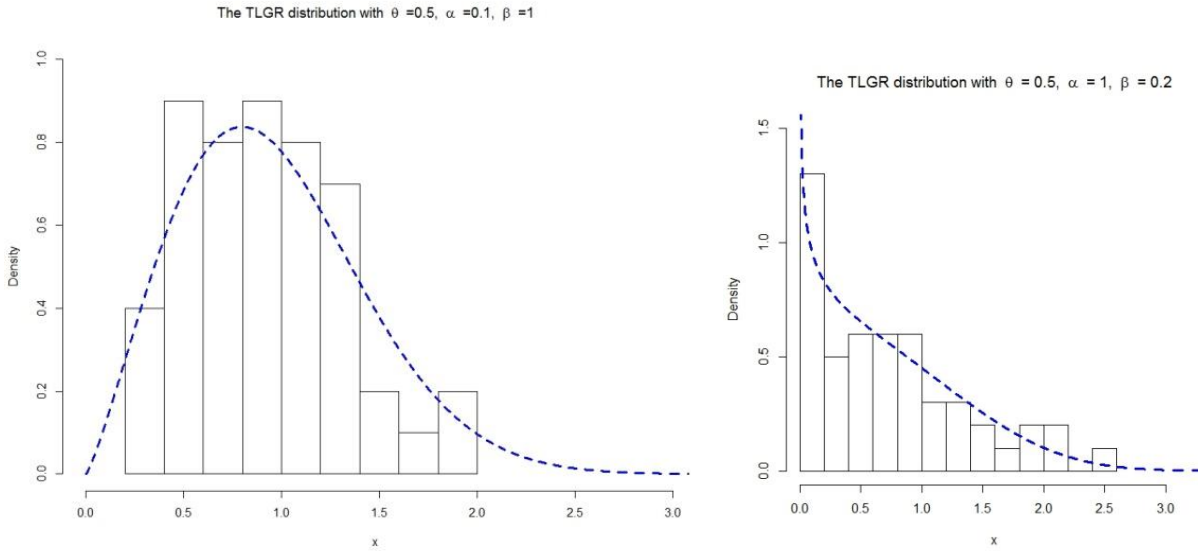 The TLGR distribution with θ =0.5, α =0.1, β =1
Density
1.0
0.8
0.6
0.4
0.2
0.0
0.0 0.5 1.0 1.5 2.0 2.5 3.0
x
The TLGR distribution with θ = 0.5, α = 1, β = 0.2
Density
1.5
1.0
0.5
0.0
0.0 0.5 1.0 1.5 2.0 2.5 3.0
x